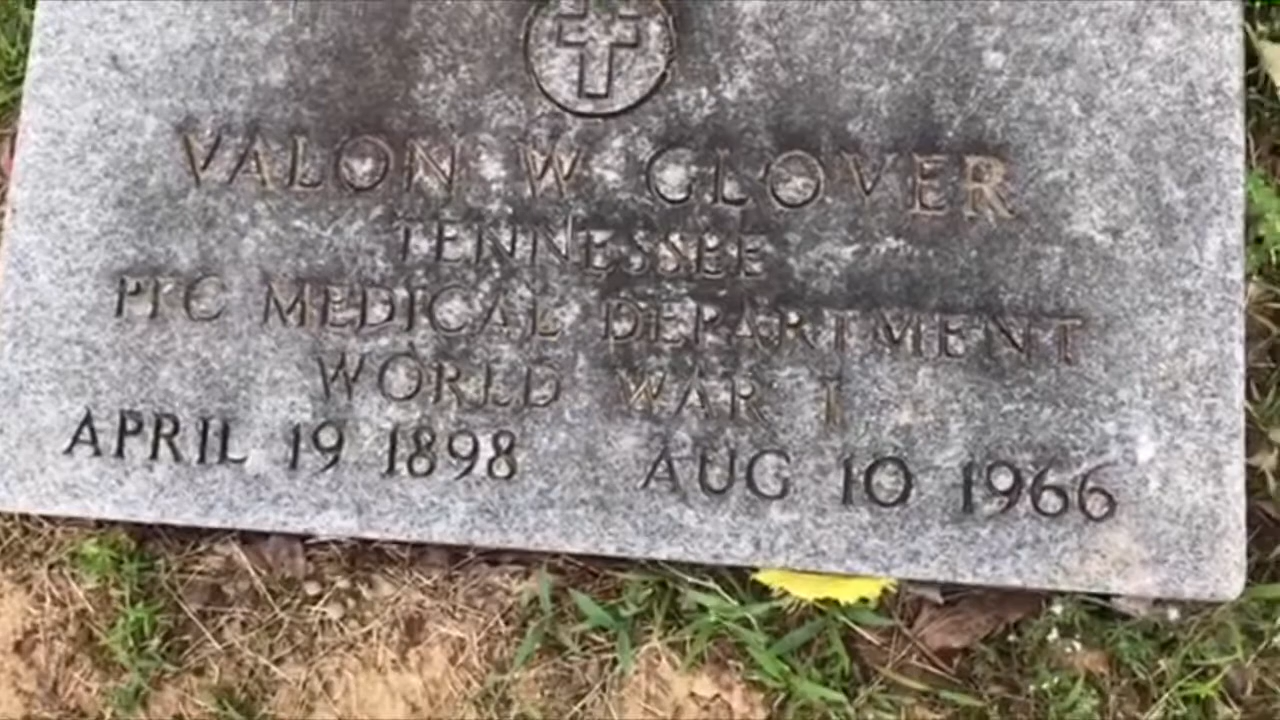 VALON W GLOVER
TENNESSEE
PFC MEDICAL DEPARTMENT
WORLD WAR I
APRIL 19 1898 AUG 10 1966